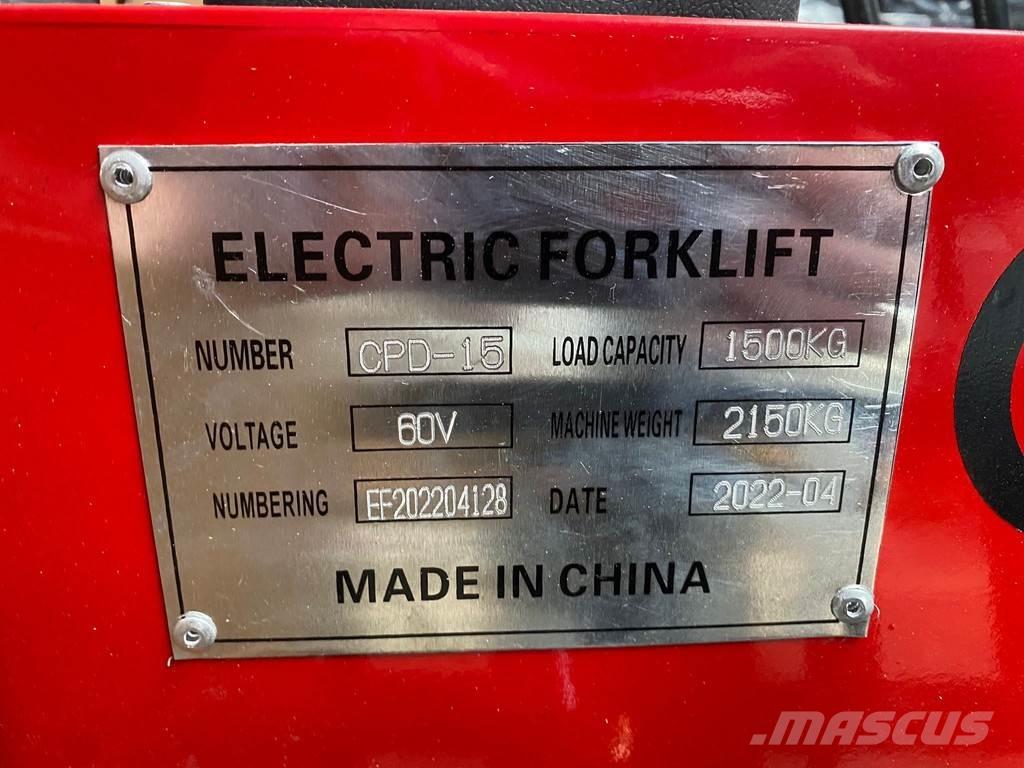 ELECTRIC FORKLIFT
NUMBER CPD-15 LOAD CAPACITY 1500KG
VOLTAGE 60V MACHINE WEIGHT 2150KG
NUMBERING EF202204128 DATE 2022-04
MADE IN CHINA
MASCUS